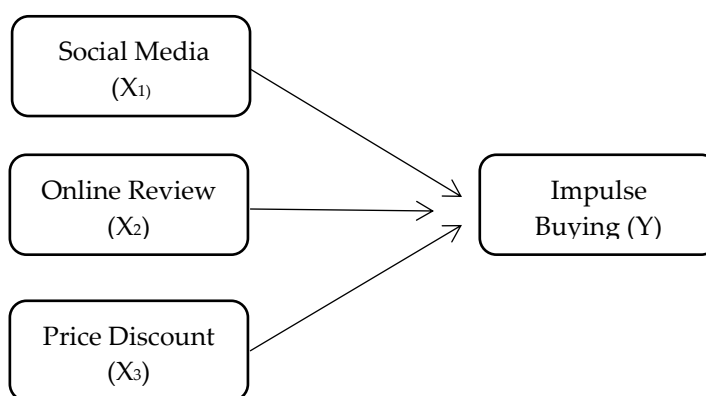 Social Media
(X1)
Online Review
(X2)
Impulse
Buying (Y)
Price Discount
(X3)